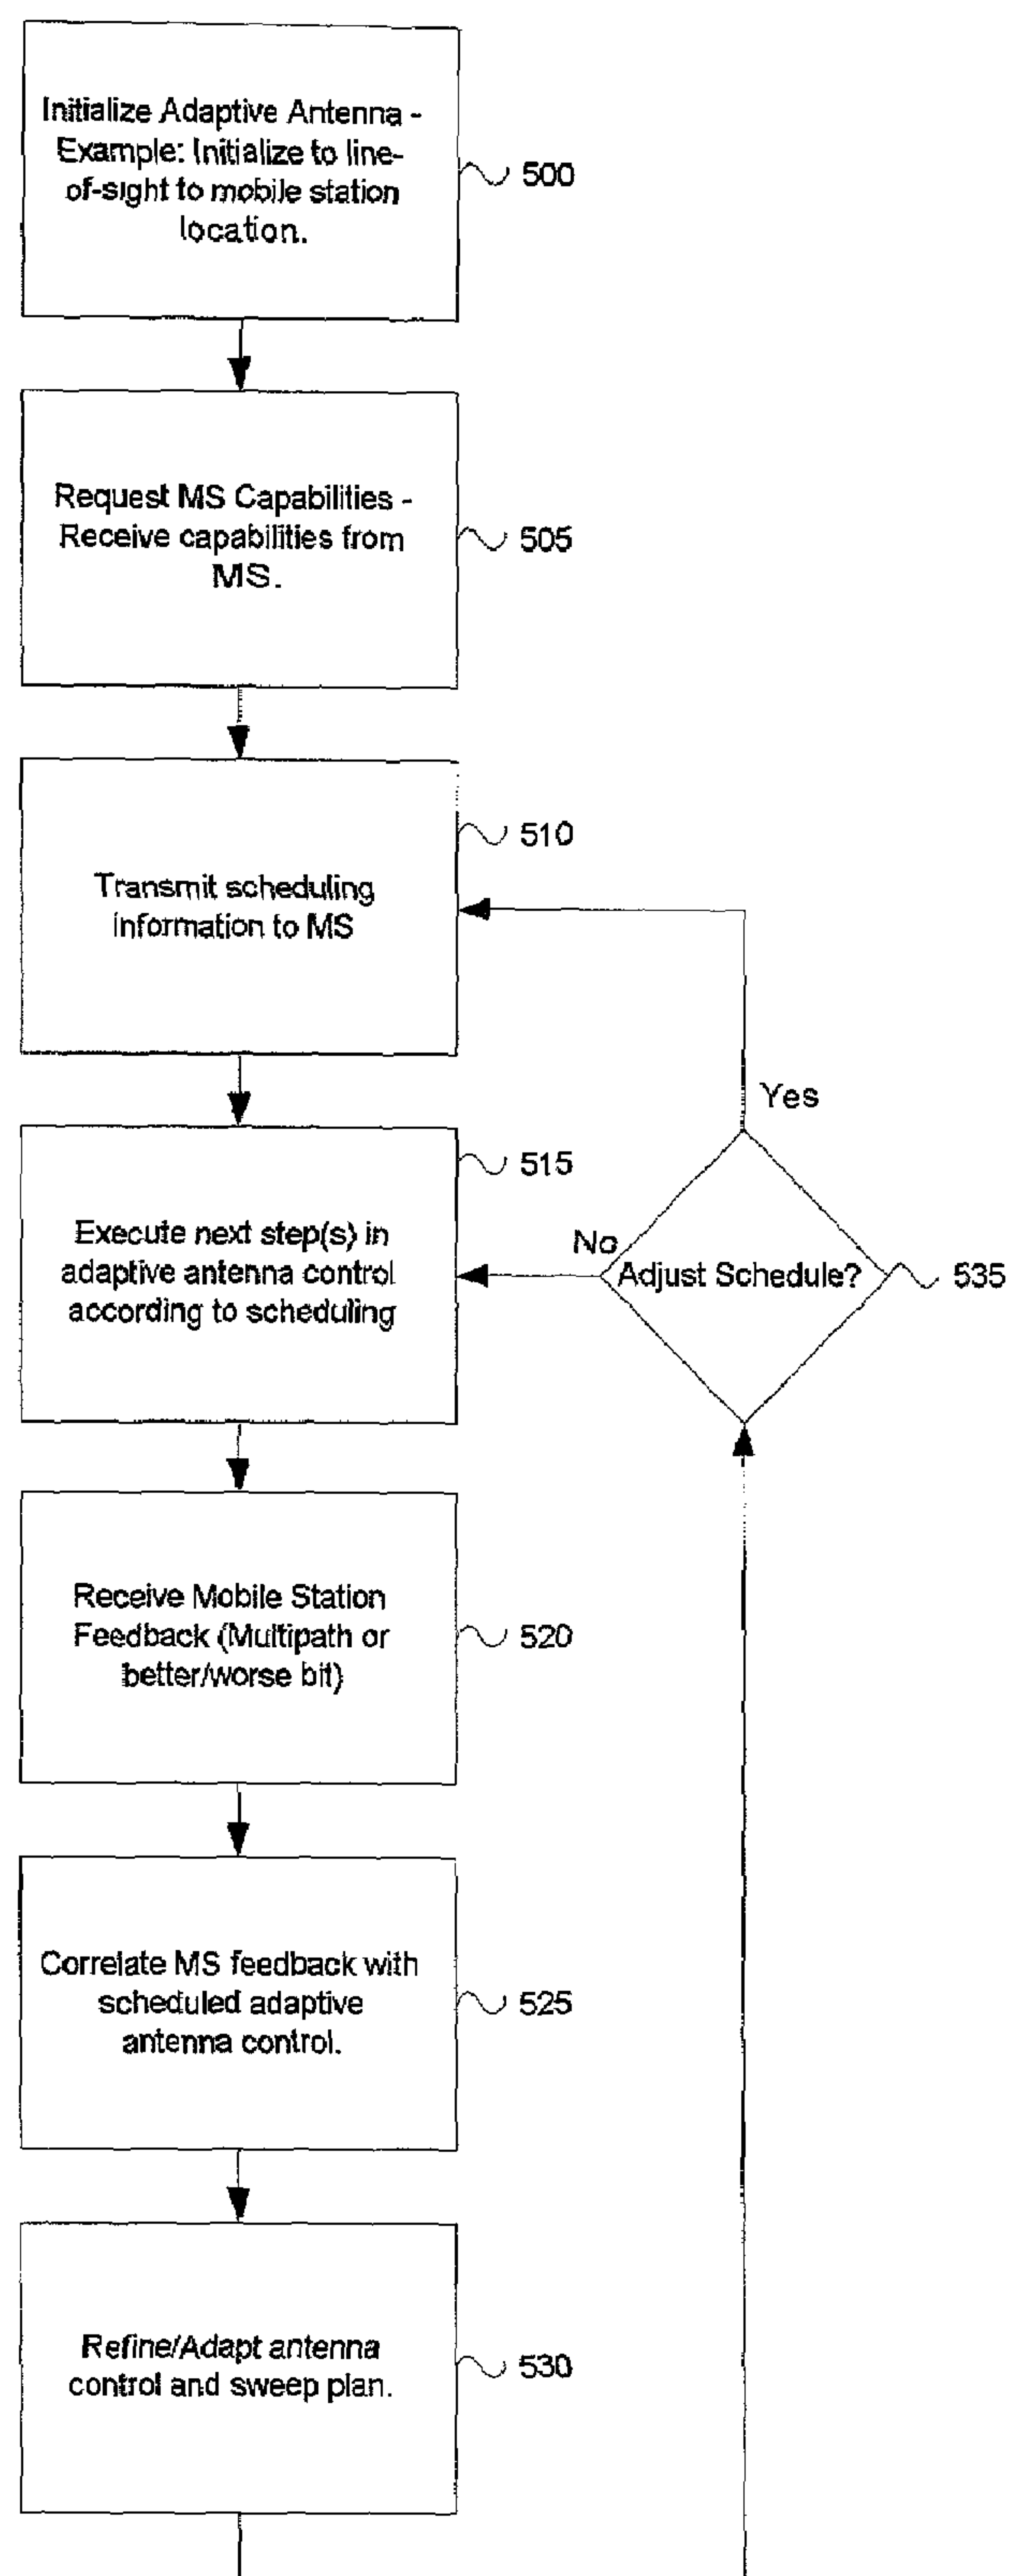 Initialize Adaptive Antenna -
Example: Initialize to line-
of-sight to mobile station
location.
500
Request MS Capabilities -
Receive capabilities from
MS.
505
510
Transmit scheduling
information to MS
Yes
515
Execute next step(s) in
adaptive antenna control
according to scheduling
No
Adjust Schedule?
535
Receive Mobile Station
Feedback (Multipath or
better/worse bit)
520
Correlate MS feedback with
scheduled adaptive
antenna control.
525
Refine/Adapt antenna
control and sweep plan.
530